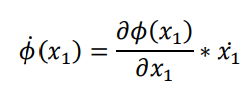 ϕ̇(x₁) = ∂ϕ(x₁)/∂x₁ * ẋ₁